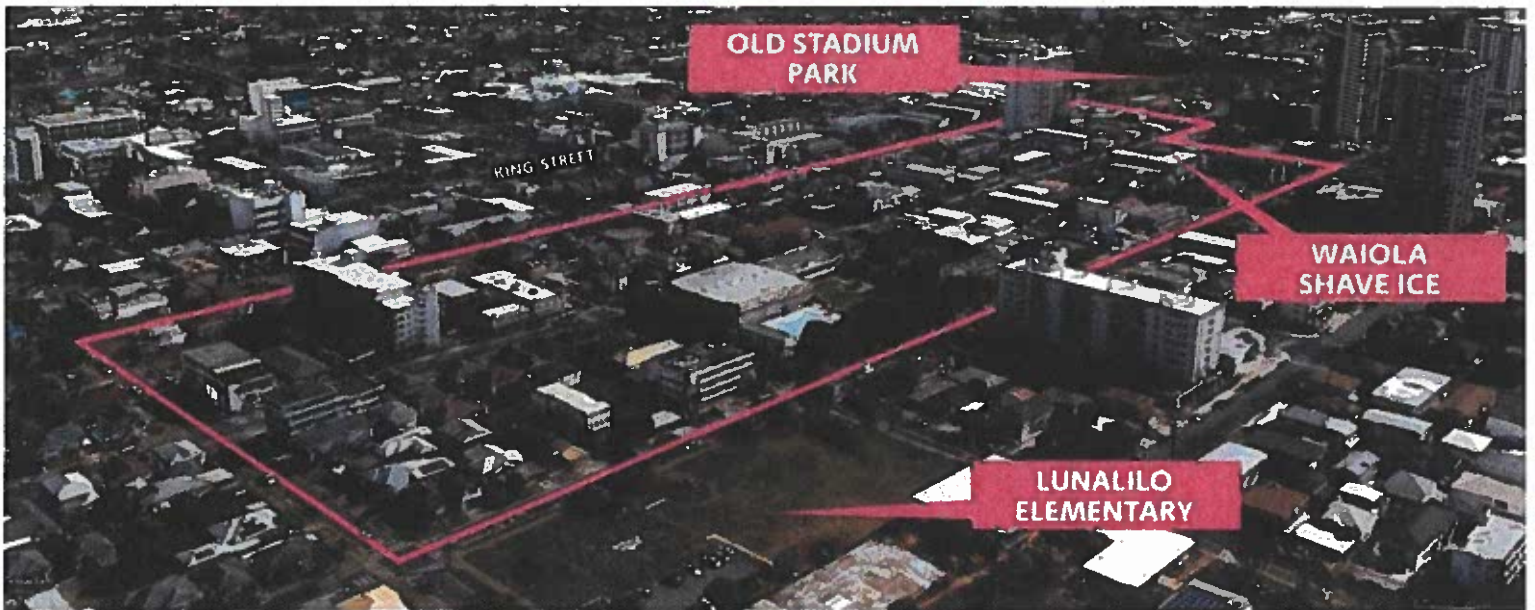 OLD STADIUM
PARK
KING STREET
WAIOLA
SHAVE ICE
LUNALILO
ELEMENTARY